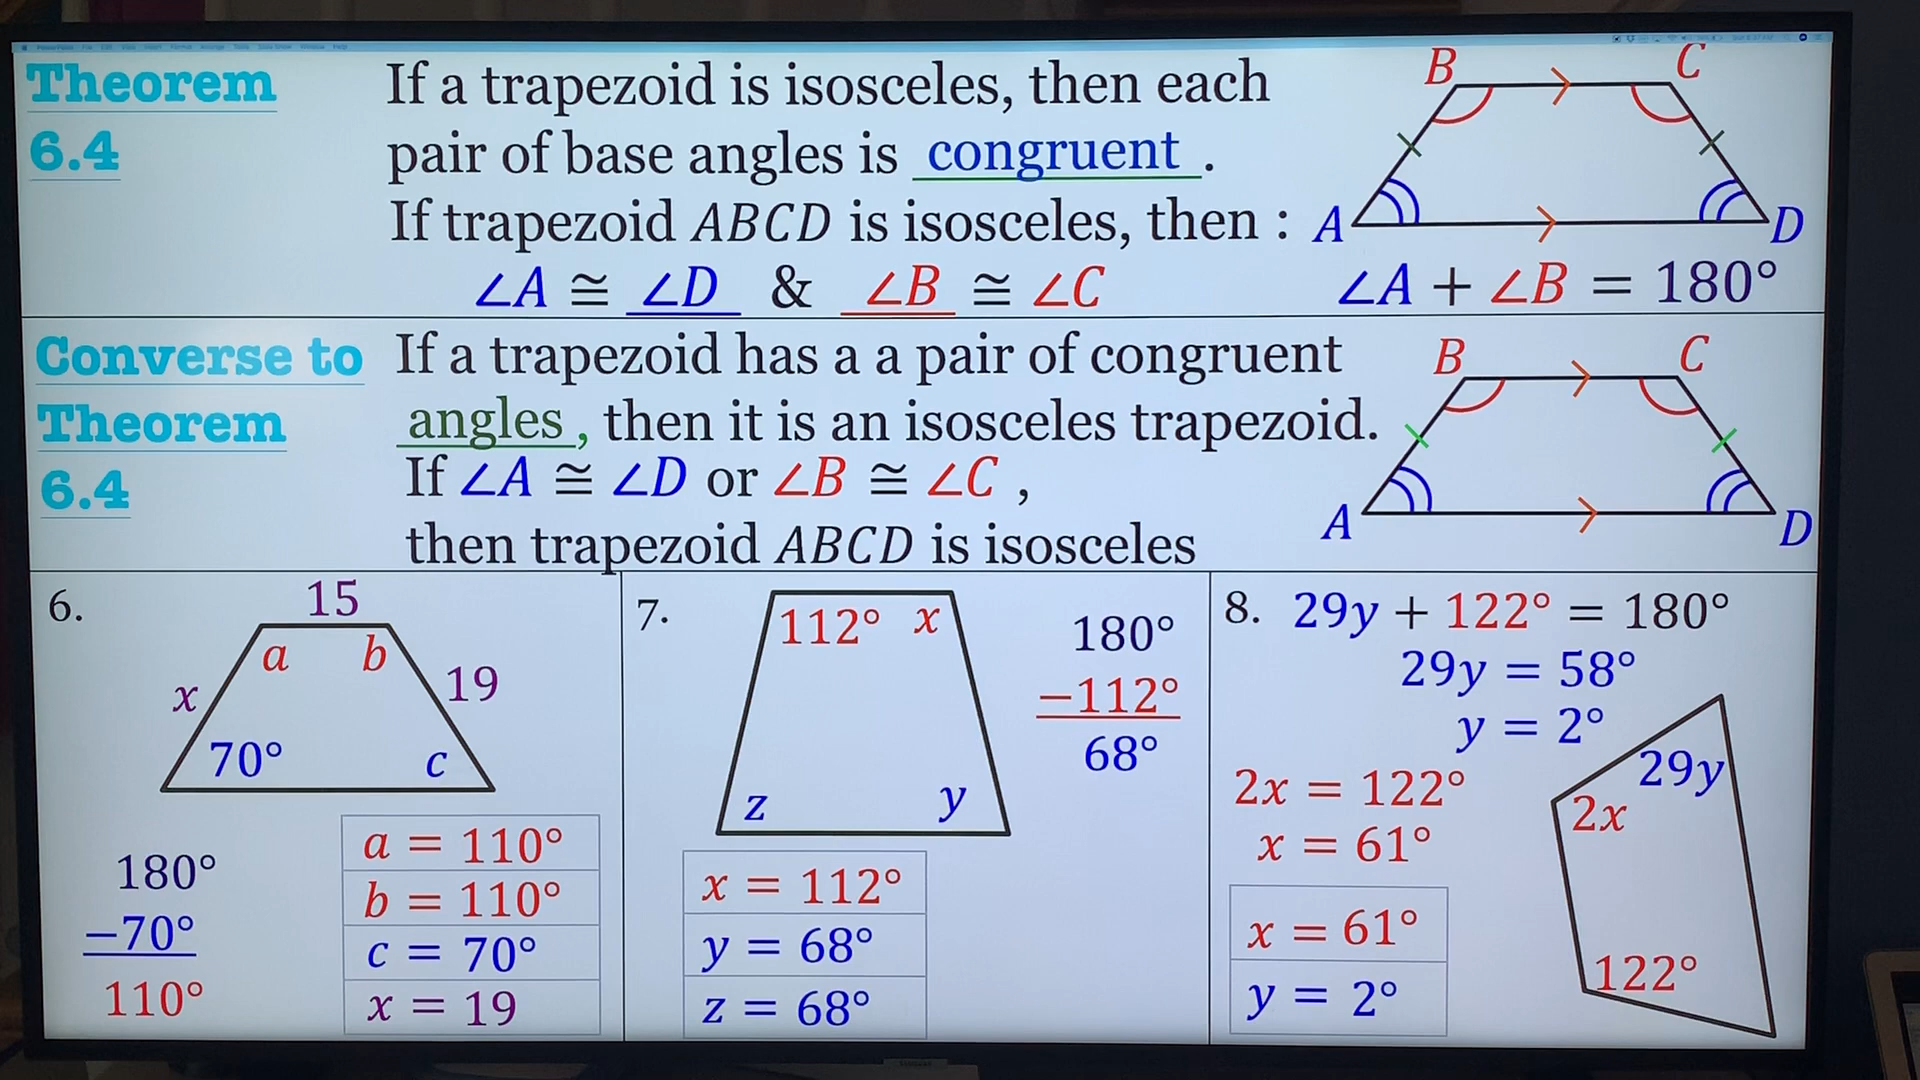 Theorem
6.4
If a trapezoid is isosceles, then each
pair of base angles is congruent .
If trapezoid ABCD is isosceles, then :
∠A ≅ ∠D & ∠B ≅ ∠C
B C
A D
∠A + ∠B = 180°
Converse to
Theorem
6.4
If a trapezoid has a a pair of congruent
angles, then it is an isosceles trapezoid.
If ∠A ≅ ∠D or ∠B ≅ ∠C ,
then trapezoid ABCD is isosceles
B C
A D
6.
15
a b
x 19
70° c
180°
−70°
110°
a = 110°
b = 110°
c = 70°
x = 19
7.
112° x
z y
180°
−112°
68°
x = 112°
y = 68°
z = 68°
8. 29y + 122° = 180°
29y = 58°
y = 2°
2x = 122°
x = 61°
29y
2x
122°
x = 61°
y = 2°